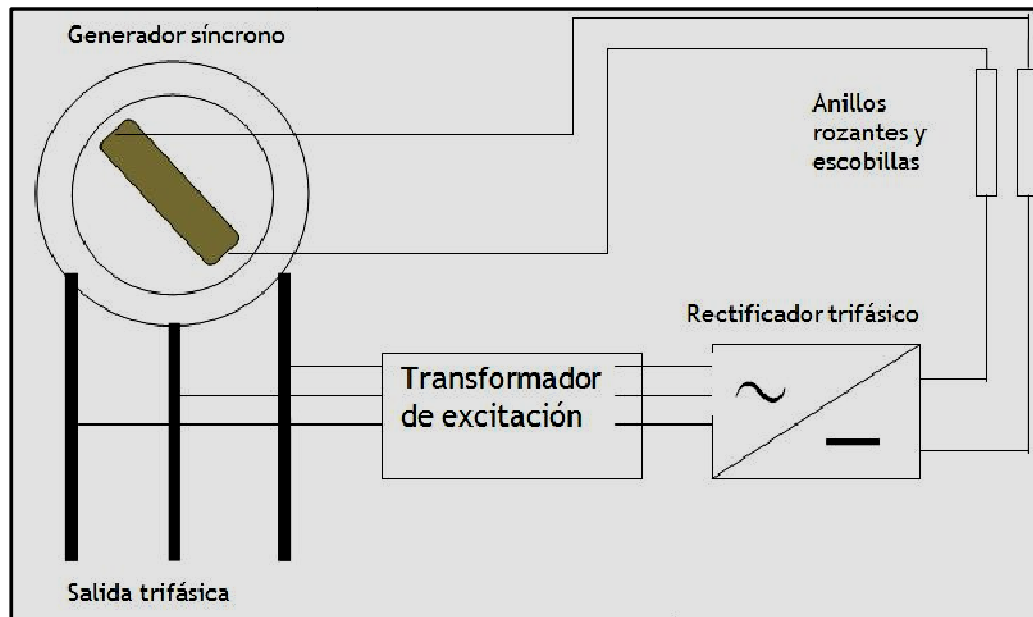 Generador síncrono
Anillos
rozantes y
escobillas
Rectificador trifásico
Transformador
de excitación
Salida trifásica